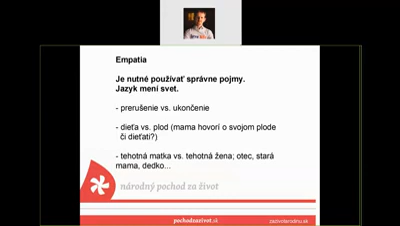 Empatia
Je nutné používať správne pojmy.
Jazyk mení svet.
- prerušenie vs. ukončenie
- dieťa vs. plod (mama hovorí o svojom plode
či dieťati?)
- tehotná matka vs. tehotná žena; otec, stará
mama, dedko...
národný pochod za život
pochodzazivot.sk
zazivotarodinu.sk